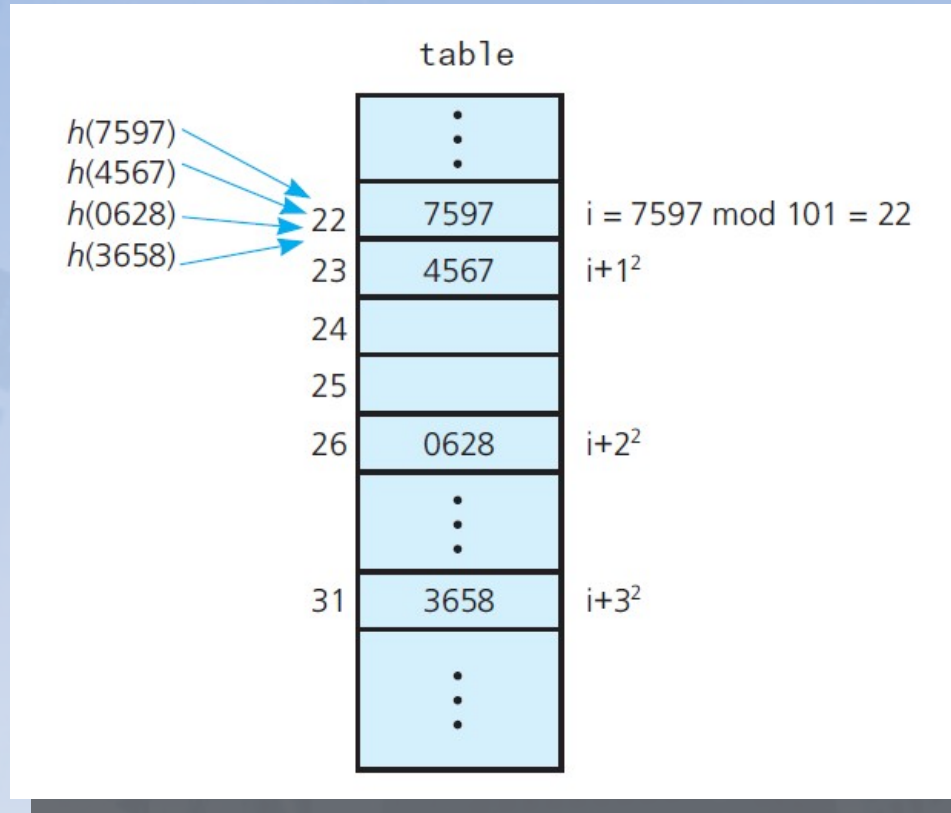 table
h(7597)
h(4567)
h(0628)
h(3658)
22 7597 i = 7597 mod 101 = 22
23 4567 i+1²
24
25
26 0628 i+2²
31 3658 i+3²